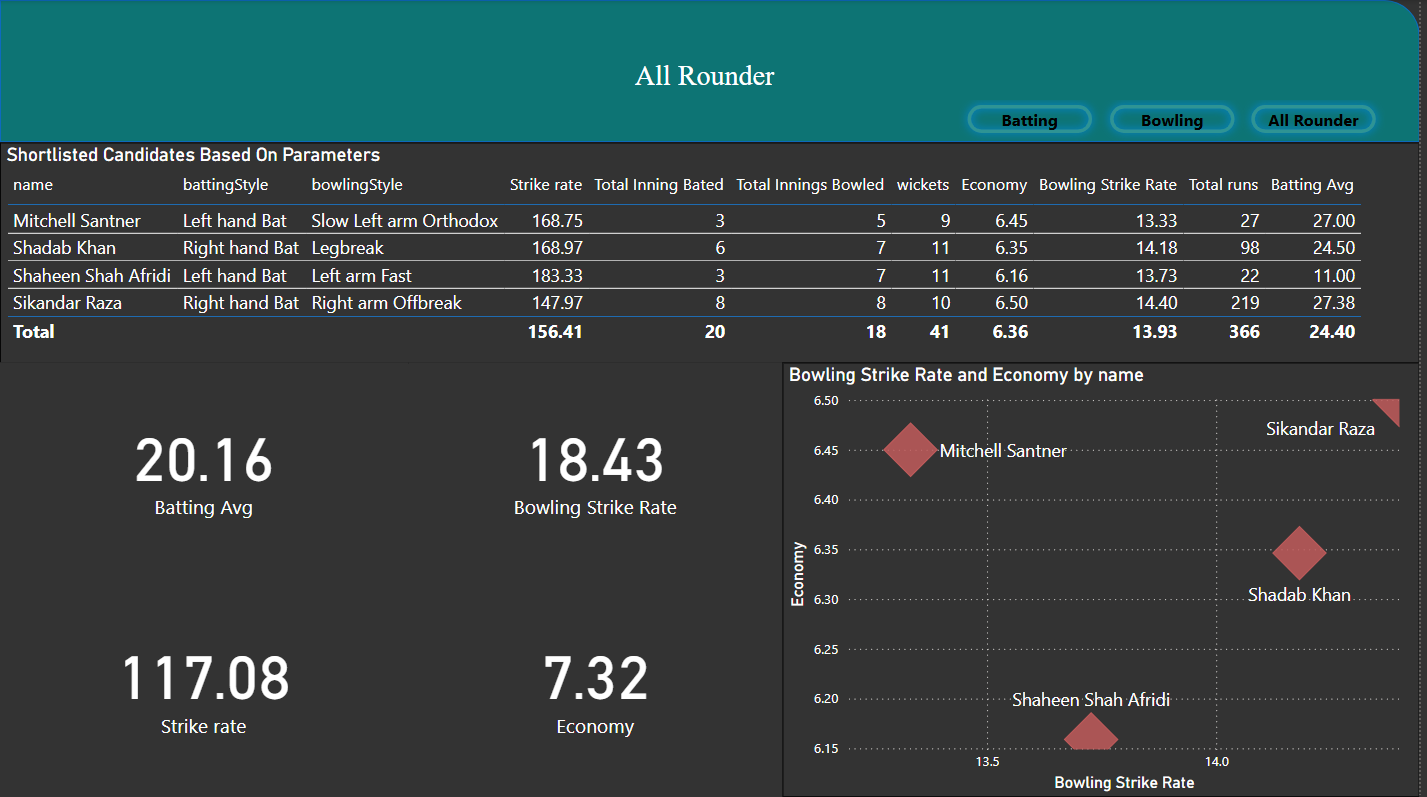 All Rounder
Batting Bowling All Rounder
Shortlisted Candidates Based On Parameters
name battingStyle bowlingStyle Strike rate Total Inning Bated Total Innings Bowled wickets Economy Bowling Strike Rate Total runs Batting Avg
Mitchell Santner Left hand Bat Slow Left arm Orthodox 168.75 3 5 9 6.45 13.33 27 27.00
Shadab Khan Right hand Bat Legbreak 168.97 6 7 11 6.35 14.18 98 24.50
Shaheen Shah Afridi Left hand Bat Left arm Fast 183.33 3 7 11 6.16 13.73 22 11.00
Sikandar Raza Right hand Bat Right arm Offbreak 147.97 8 8 10 6.50 14.40 219 27.38
Total 156.41 20 18 41 6.36 13.93 366 24.40
20.16
Batting Avg
18.43
Bowling Strike Rate
117.08
Strike rate
7.32
Economy
Bowling Strike Rate and Economy by name
6.50
Sikandar Raza
6.45
Mitchell Santner
6.40
6.35
Economy
6.30
Shadab Khan
6.25
6.20
Shaheen Shah Afridi
6.15
13.5 14.0
Bowling Strike Rate